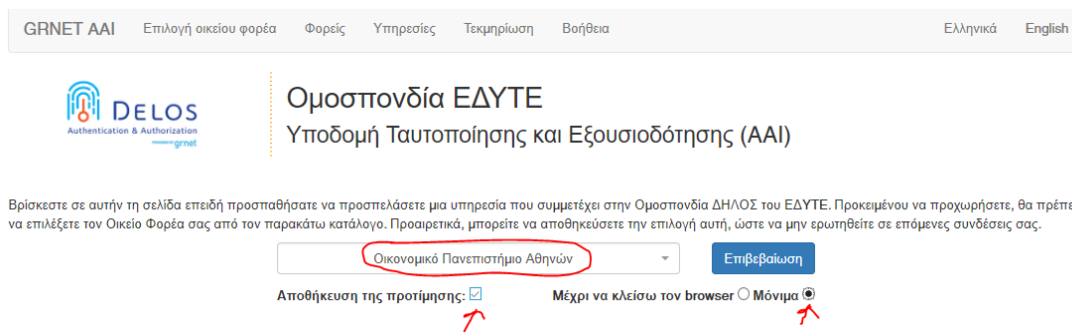 GRNET AAI Επιλογή οικείου φορέα Φορείς Υπηρεσίες Τεκμηρίωση Βοήθεια Ελληνικά English
DELOS
Authentication & Authorization
grnet
Ομοσπονδία ΕΔΥΤΕ
Υποδομή Ταυτοποίησης και Εξουσιοδότησης (ΑΑΙ)
Βρίσκεστε σε αυτήν τη σελίδα επειδή προσπαθήσατε να προσπελάσετε μια υπηρεσία που συμμετέχει στην Ομοσπονδία ΔΗΛΟΣ του ΕΔΥΤΕ. Προκειμένου να προχωρήσετε, θα πρέπε
να επιλέξετε τον Οικείο Φορέα σας από τον παρακάτω κατάλογο. Προαιρετικά, μπορείτε να αποθηκεύσετε την επιλογή αυτή, ώστε να μην ερωτηθείτε σε επόμενες συνδέσεις σας.
Οικονομικό Πανεπιστήμιο Αθηνών Επιβεβαίωση
Αποθήκευση της προτίμησης: Μέχρι να κλείσω τον browser Μόνιμα